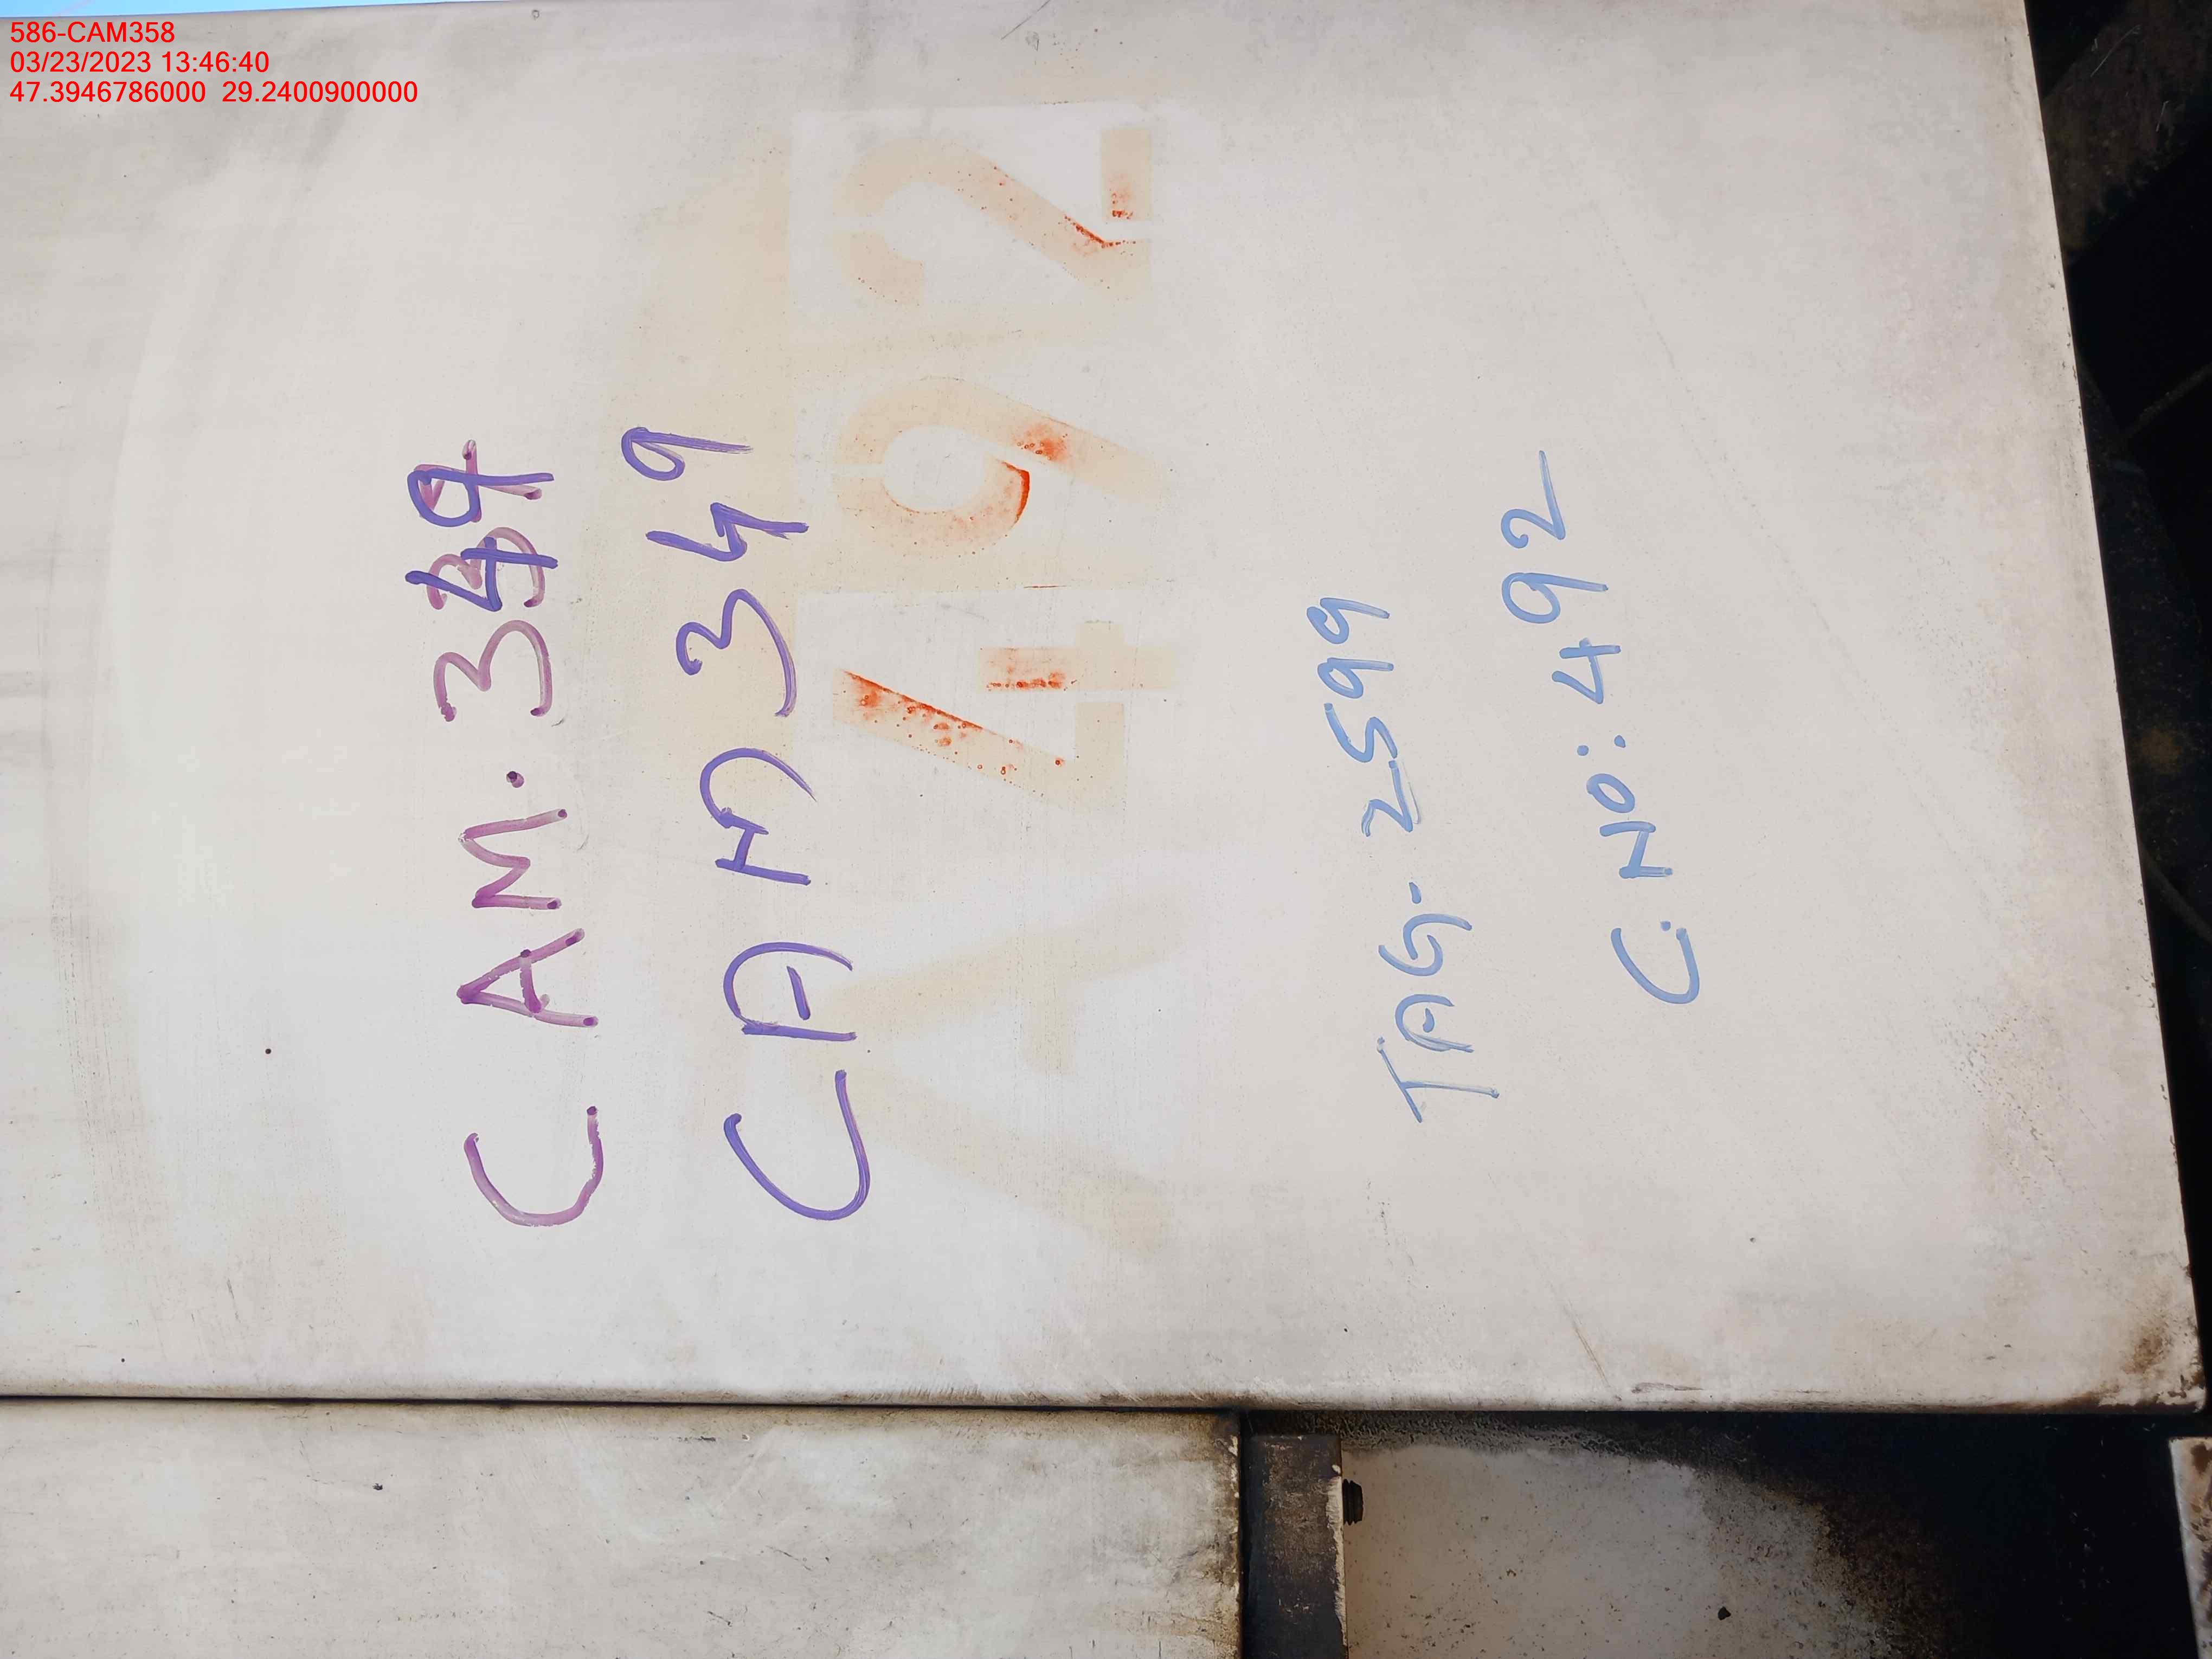 586-CAM358
03/23/2023 13:46:40
47.3946786000 29.2400900000
CAM. 349
CAM 349
A 492
TAG- 2599
C. NO: 492